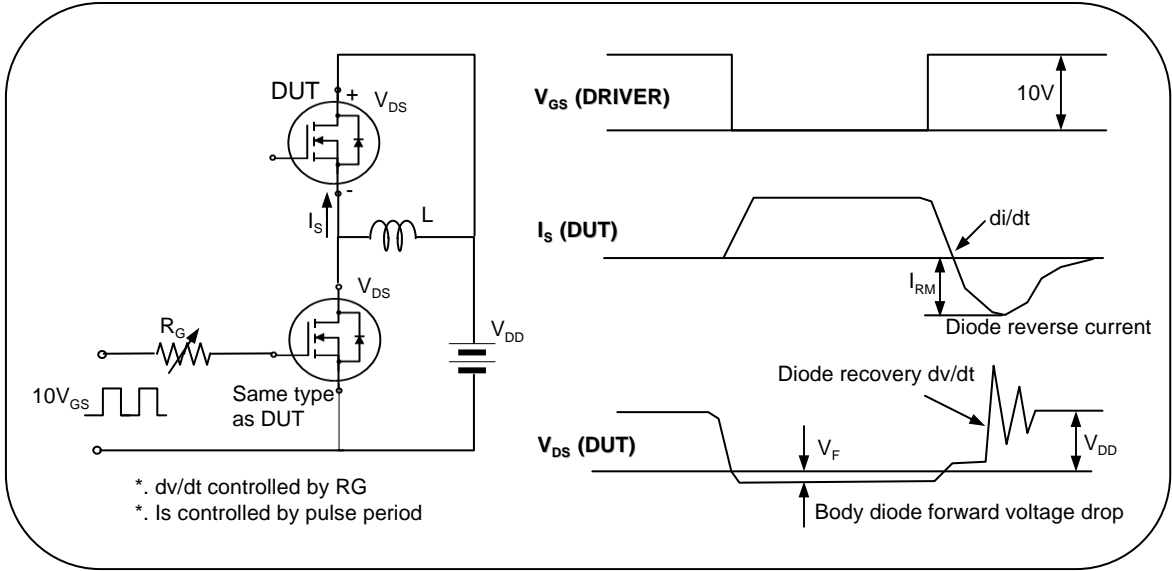 DUT
+
V_DS
-
I_S
L
V_DS
R_G
V_DD
10V_GS
Same type
as DUT
*. dv/dt controlled by RG
*. Is controlled by pulse period
V_GS (DRIVER)
10V
I_S (DUT)
di/dt
I_RM
Diode reverse current
Diode recovery dv/dt
V_DS (DUT)
V_F
V_DD
Body diode forward voltage drop